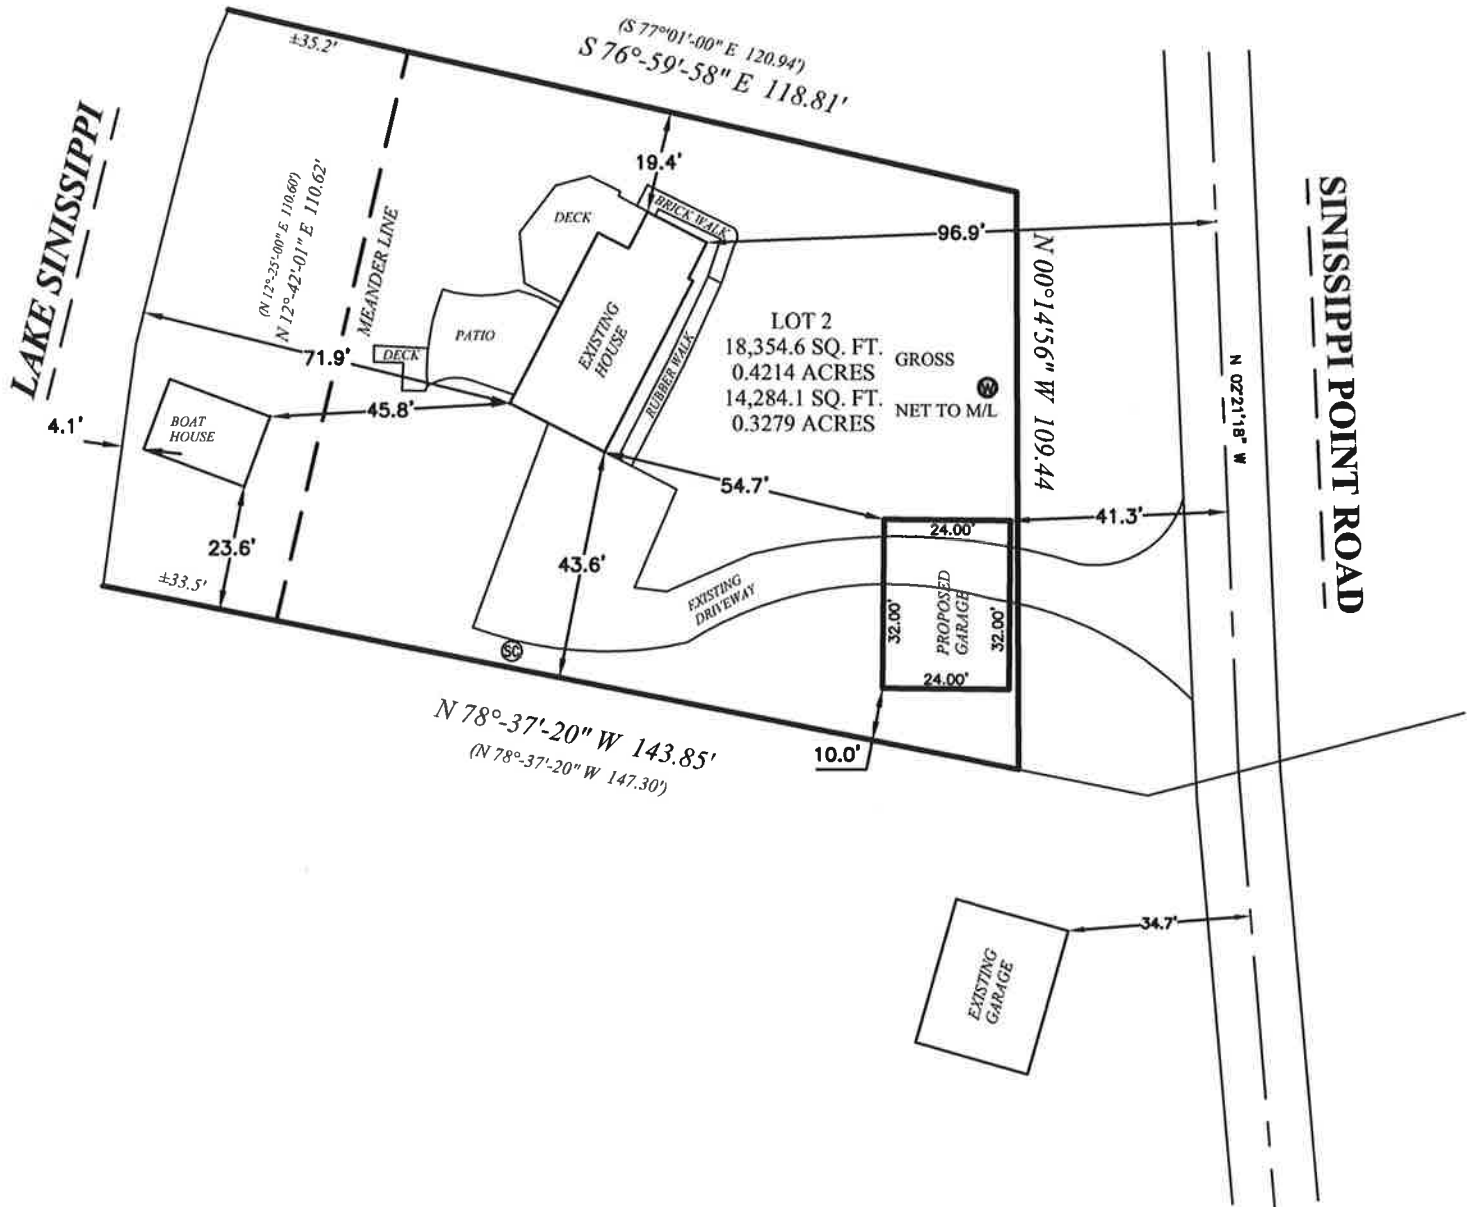 (S 77°01'-00" E 120.94')
S 76°-59'-58" E 118.81'
±35.2'
LAKE SINISSIPPI
(N 12°-25'-00" E 110.60')
N 12°-42'-01" E 110.62'
MEANDER LINE
19.4'
DECK
BRICK WALK
96.9'
SINISSIPPI POINT ROAD
N 00°14'56" W 109.44
N 02°21'18" W
PATIO
DECK
EXISTING
HOUSE
RUBBER WALK
LOT 2
18,354.6 SQ. FT.
0.4214 ACRES
GROSS
14,284.1 SQ. FT.
0.3279 ACRES
NET TO M/L
W
71.9'
45.8'
4.1'
BOAT
HOUSE
54.7'
41.3'
23.6'
±33.5'
43.6'
EXISTING
DRIVEWAY
24.00'
32.00'
PROPOSED
GARAGE
32.00'
24.00'
SC
10.0'
N 78°-37'-20" W 143.85'
(N 78°-37'-20" W 147.30')
34.7'
EXISTING
GARAGE